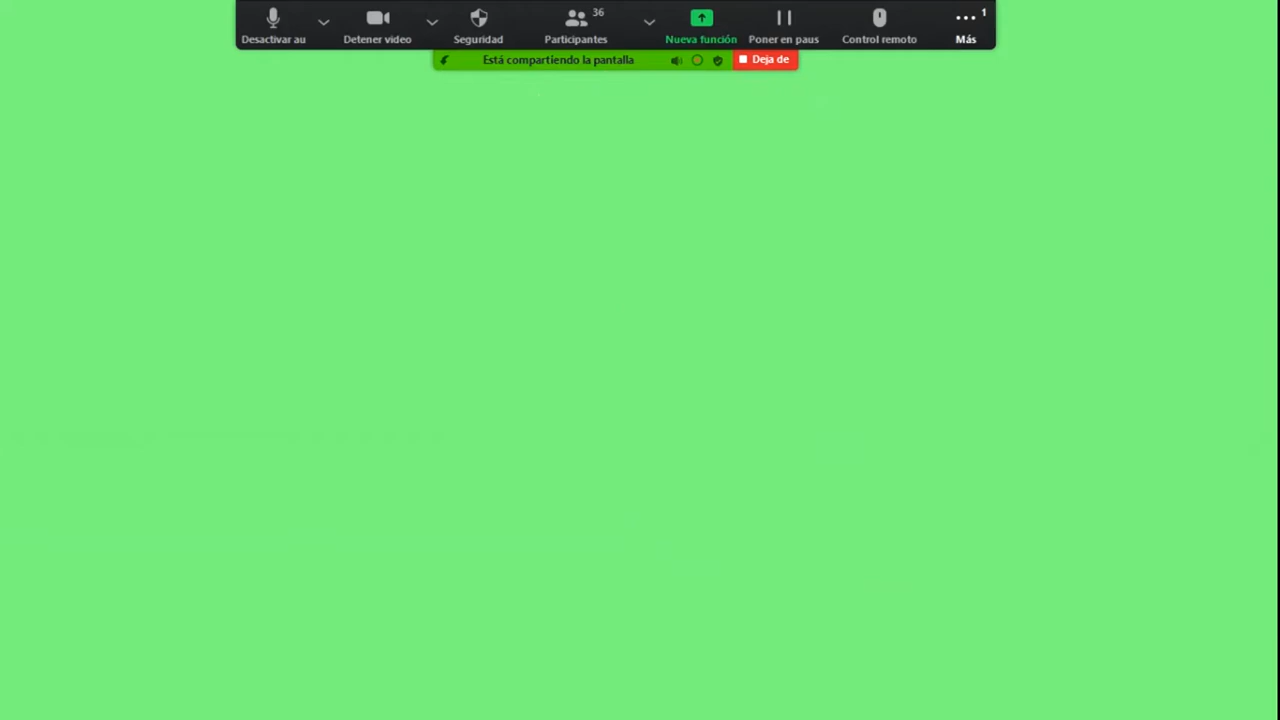 36
1
Desactivar au Detener video Seguridad Participantes Nueva función Poner en paus Control remoto Más
Está compartiendo la pantalla Deja de